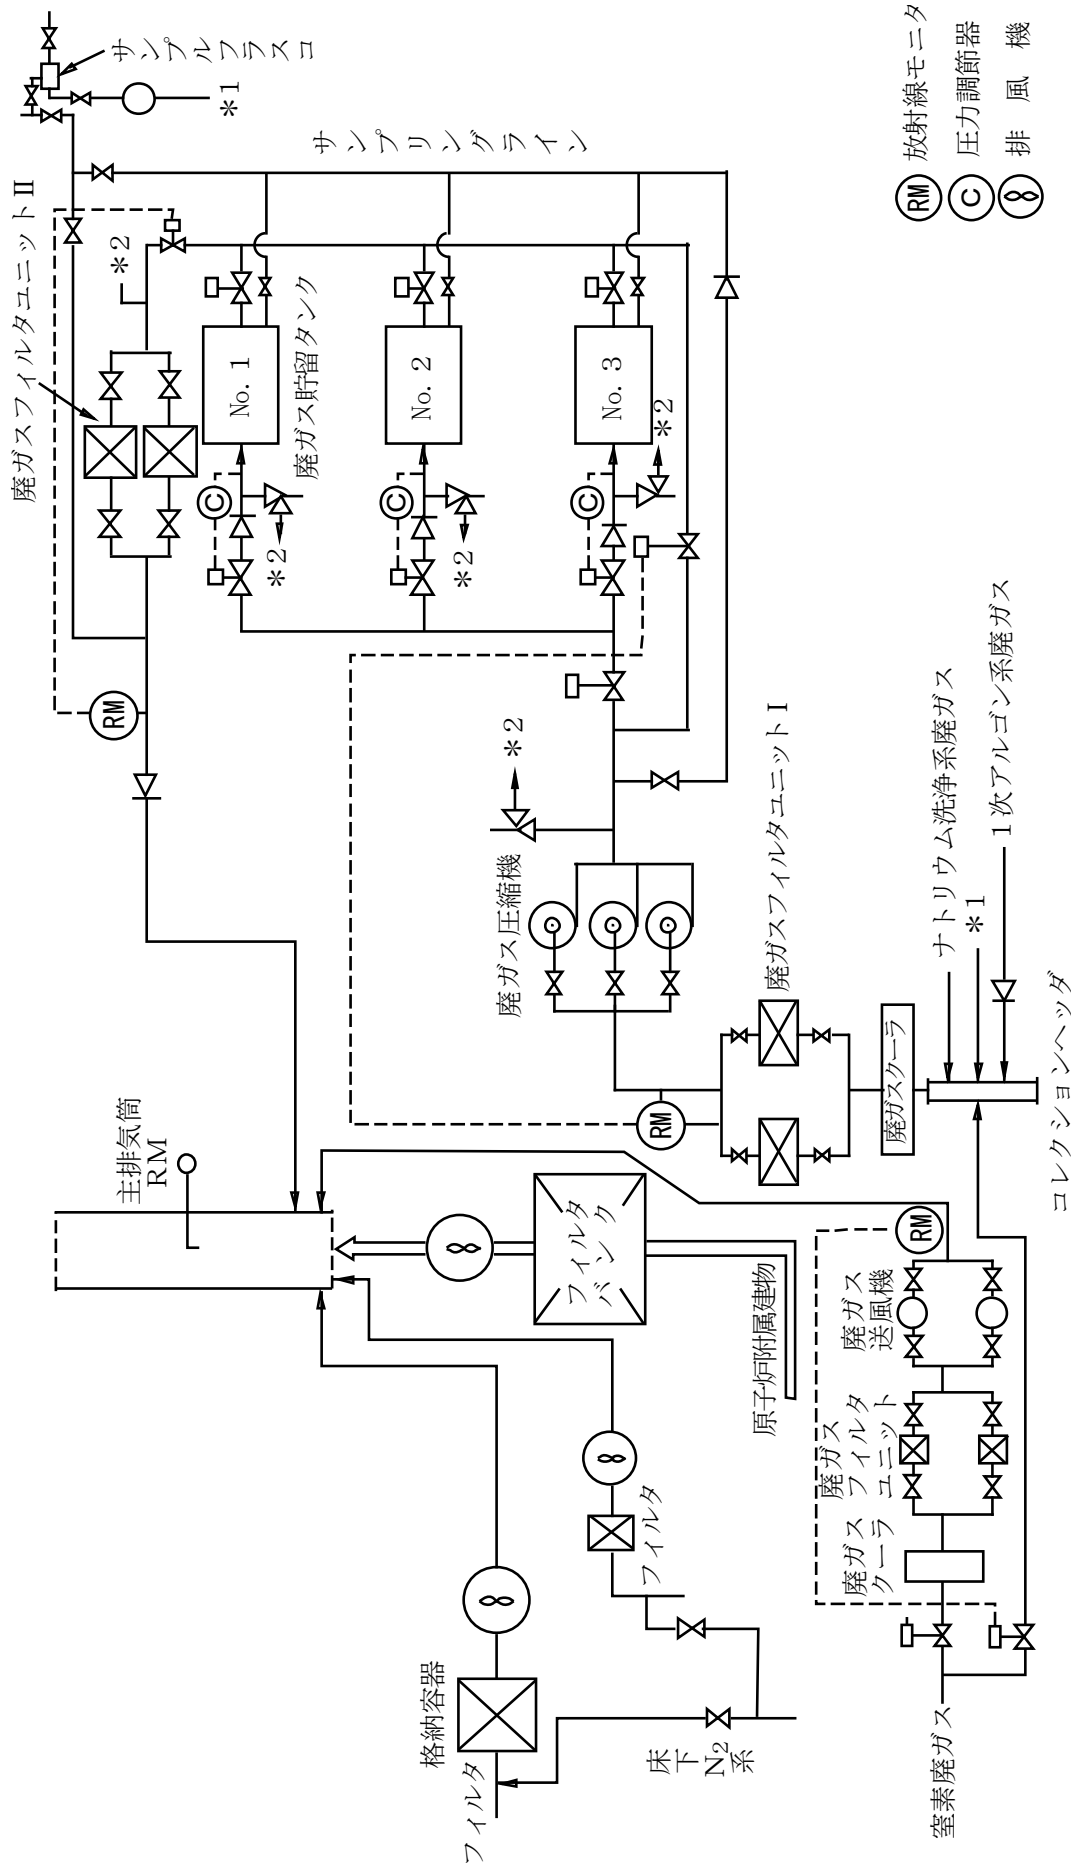 放射線モニタ
RM
圧力調節器
C
排風機
サンプルフラスコ
＊1
サンプリングライン
廃ガスフィルタユニットⅡ
＊2
No. 1
No. 2
No. 3
廃ガス貯留タンク
C
C
C
＊2
＊2
＊2
RM
＊2
廃ガス圧縮機
廃ガスフィルタユニットⅠ
RM
廃ガスクーラ
ナトリウム洗浄系廃ガス
＊1
1次アルゴン系廃ガス
コレクションヘッダ
主排気筒
RM
フィルタ
バンク
原子炉附属建物
RM
廃ガス
送風機
廃ガス
フィルタ
ユニット
廃ガス
クーラ
窒素廃ガス
フィルタ
格納容器
フィルタ
床下
N2
系